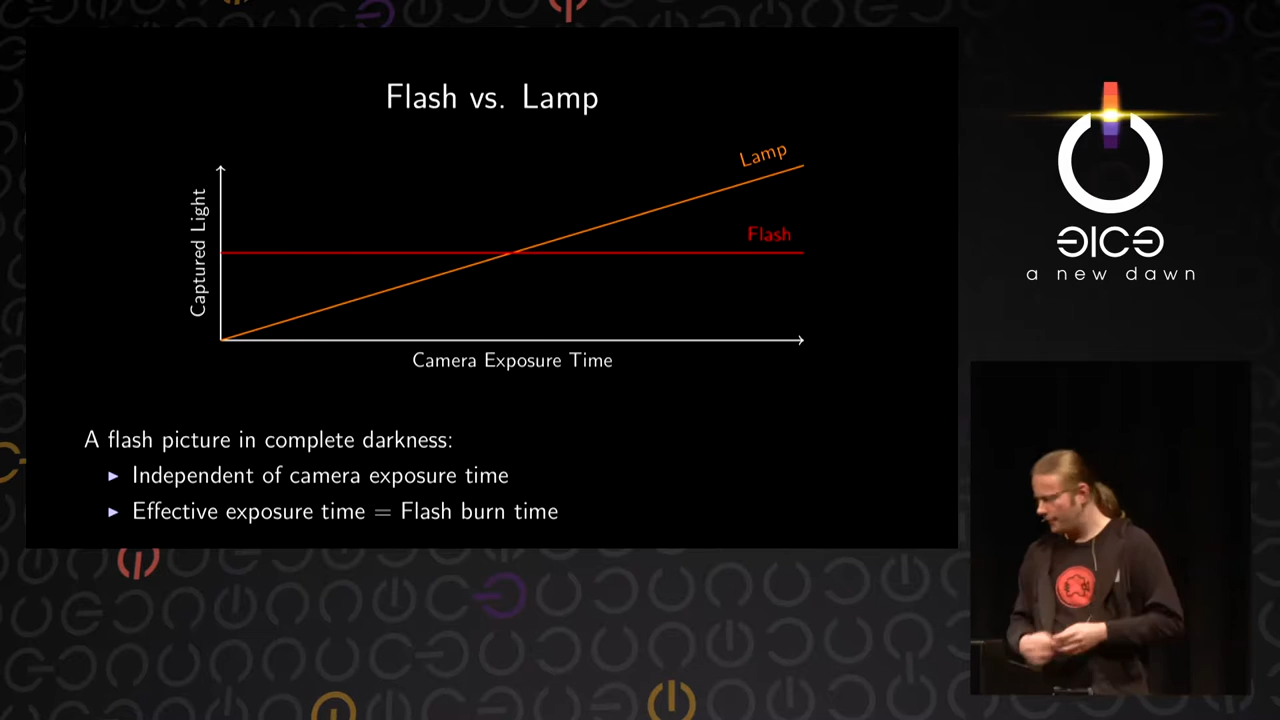 Flash vs. Lamp
Captured Light
Lamp
Flash
Camera Exposure Time
A flash picture in complete darkness:
▸ Independent of camera exposure time
▸ Effective exposure time = Flash burn time
31C3
a new dawn